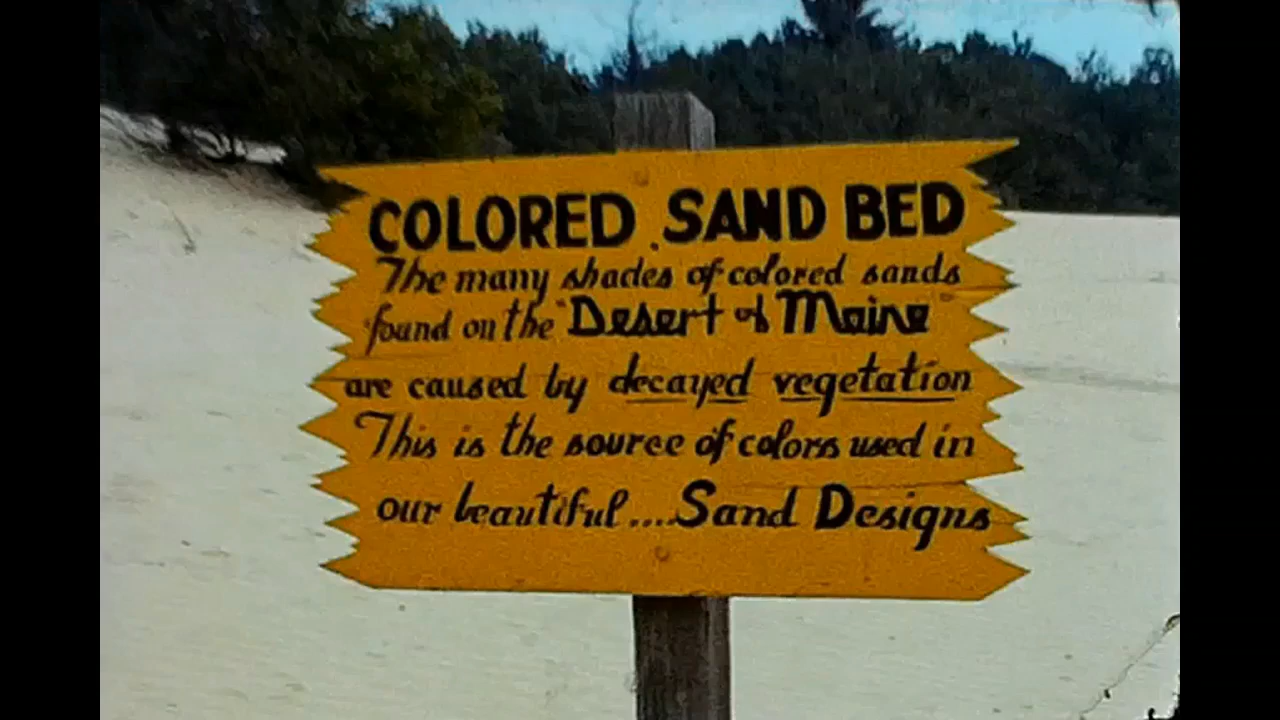 COLORED SAND BED
The many shades of colored sands
found on the "Desert of Maine"
are caused by decayed vegetation
This is the source of colors used in
our beautiful....Sand Designs